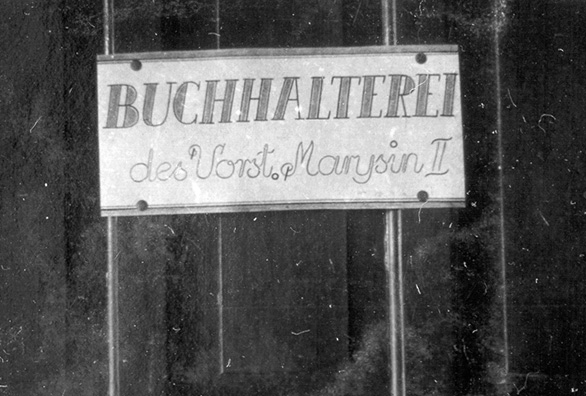 BUCHHALTEREI
des Vorst. Marysin II